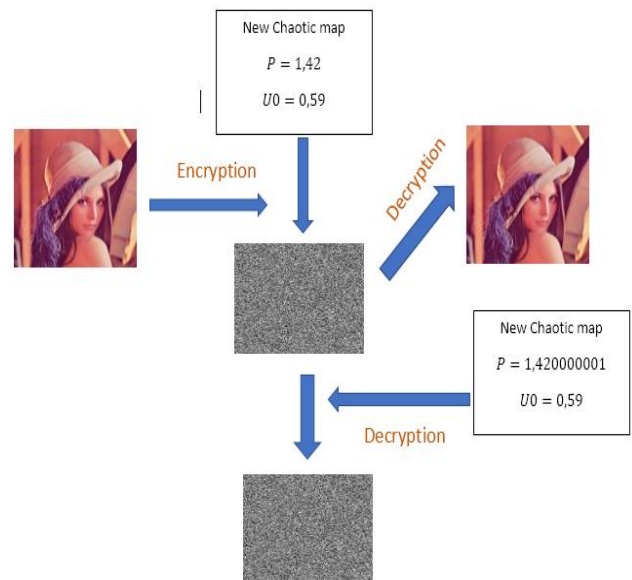 New Chaotic map
P = 1,42
U0 = 0,59
Encryption
Decryption
New Chaotic map
P = 1,420000001
U0 = 0,59
Decryption